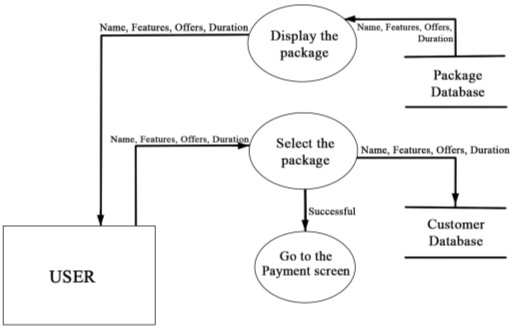 Name, Features, Offers, Duration
Display the
package
Name, Features, Offers,
Duration
Package
Database
Name, Features, Offers, Duration
Select the
package
Name, Features, Offers, Duration
Successful
Customer
Database
Go to the
Payment screen
USER